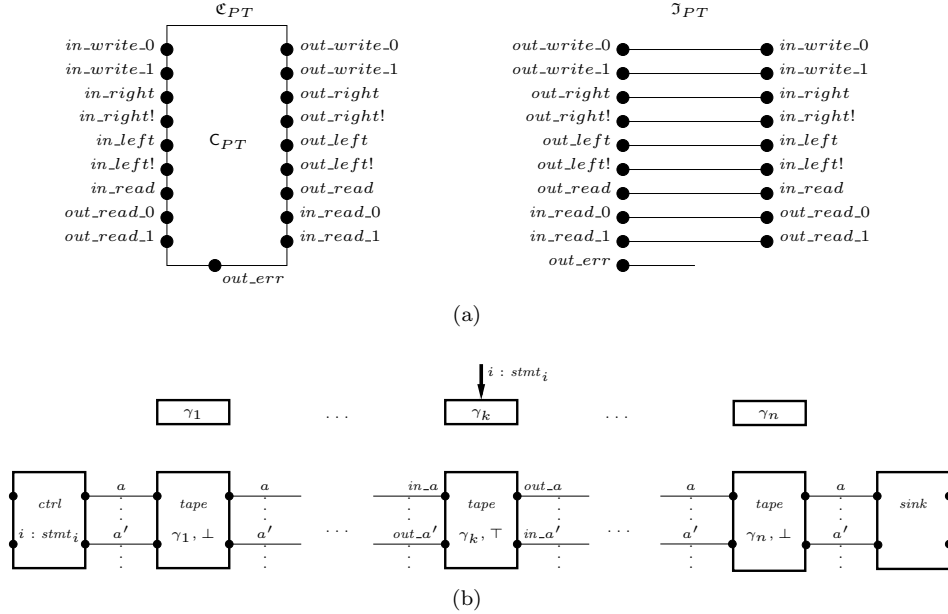 ℭ_PT ℑ_PT
in_write_0 out_write_0 out_write_0 in_write_0
in_write_1 out_write_1 out_write_1 in_write_1
in_right out_right out_right in_right
in_right! out_right! out_right! in_right!
in_left C_PT out_left out_left in_left
in_left! out_left! out_left! in_left!
in_read out_read out_read in_read
out_read_0 in_read_0 in_read_0 out_read_0
out_read_1 in_read_1 in_read_1 out_read_1
out_err out_err
(a)
i : stmt_i
γ_1 ... γ_k ... γ_n
ctrl a tape a in_a tape out_a a tape a sink
i : stmt_i a′ γ_1, ⊥ a′ ... out_a′ γ_k, ⊤ in_a′ ... a′ γ_n, ⊥ a′
(b)